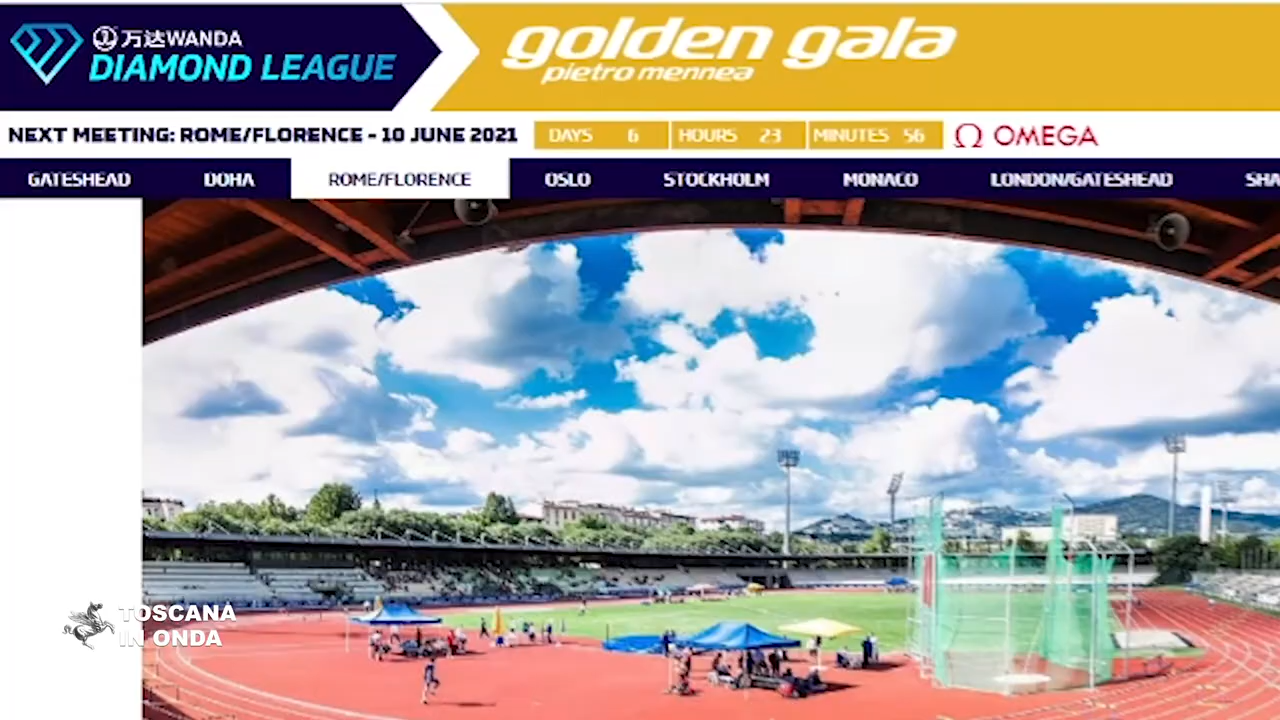 万达WANDA
DIAMOND LEAGUE
golden gala
pietro mennea
NEXT MEETING: ROME/FLORENCE - 10 JUNE 2021
DAYS 6 HOURS 23 MINUTES 56 OMEGA
GATESHEAD DOHA ROME/FLORENCE OSLO STOCKHOLM MONACO LONDON/GATESHEAD SHA
TOSCANA
IN ONDA